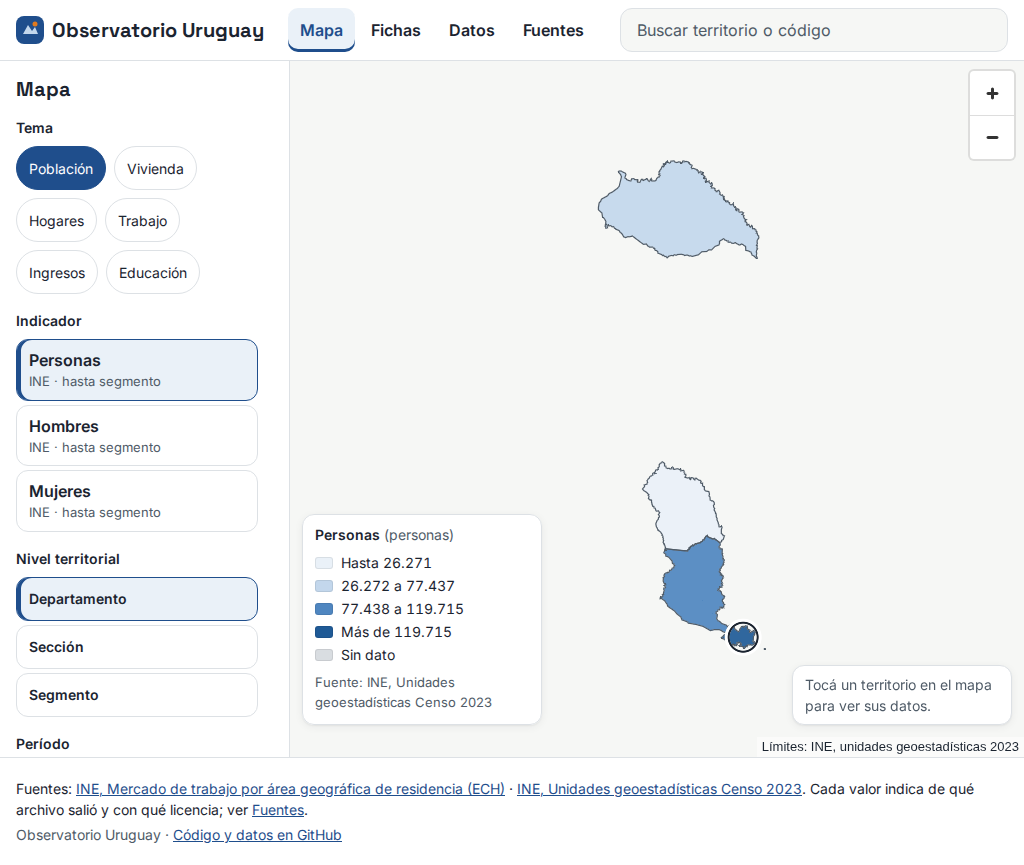 Observatorio Uruguay
Mapa
Fichas
Datos
Fuentes
Buscar territorio o código
Mapa
Tema
Población
Vivienda
Hogares
Trabajo
Ingresos
Educación
Indicador
Personas
INE · hasta segmento
Hombres
INE · hasta segmento
Mujeres
INE · hasta segmento
Nivel territorial
Departamento
Sección
Segmento
Período
+
−
Personas (personas)
Hasta 26.271
26.272 a 77.437
77.438 a 119.715
Más de 119.715
Sin dato
Fuente: INE, Unidades
geoestadísticas Censo 2023
Tocá un territorio en el mapa
para ver sus datos.
Límites: INE, unidades geoestadísticas 2023
Fuentes: INE, Mercado de trabajo por área geográfica de residencia (ECH) · INE, Unidades geoestadísticas Censo 2023. Cada valor indica de qué
archivo salió y con qué licencia; ver Fuentes.
Observatorio Uruguay · Código y datos en GitHub